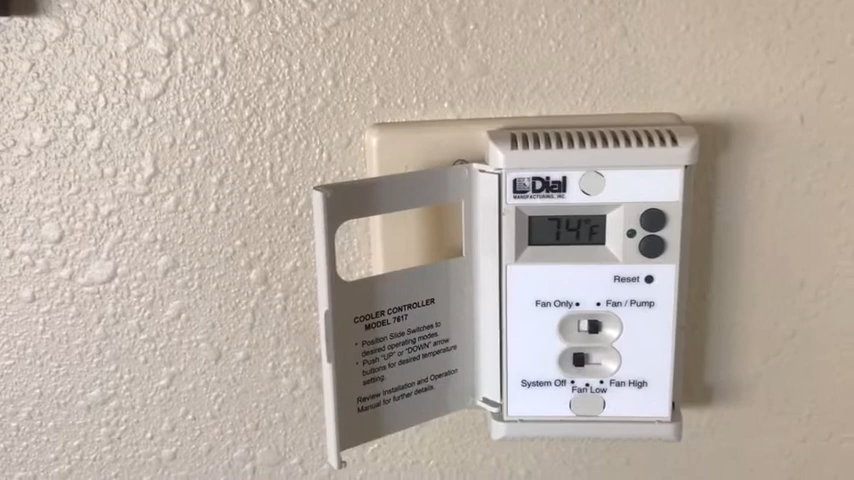 COOLER CONTROLLER
MODEL 7617
• Position Slide Switches to
desired operating modes.
• Push "UP" or "DOWN" arrow
buttons for desired temperature
setting.
Review Installation and Operation
Manual for further details.
Dial
MANUFACTURING, INC.
74°F
Reset
Fan Only • • Fan / Pump
System Off • • • Fan High
Fan Low